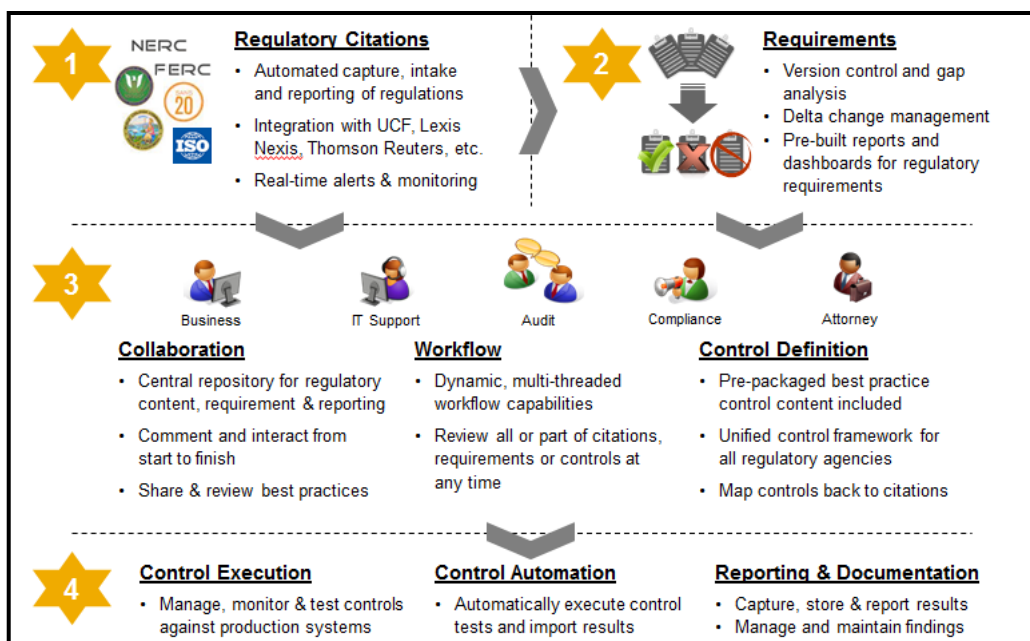 1
NERC
FERC
SANS
20
ISO
Regulatory Citations
• Automated capture, intake
and reporting of regulations
• Integration with UCF, Lexis
Nexis, Thomson Reuters, etc.
• Real-time alerts & monitoring
2
Requirements
• Version control and gap
analysis
• Delta change management
• Pre-built reports and
dashboards for regulatory
requirements
3
Business
IT Support
Audit
Compliance
Attorney
Collaboration
• Central repository for regulatory
content, requirement & reporting
• Comment and interact from
start to finish
• Share & review best practices
Workflow
• Dynamic, multi-threaded
workflow capabilities
• Review all or part of citations,
requirements or controls at
any time
Control Definition
• Pre-packaged best practice
control content included
• Unified control framework for
all regulatory agencies
• Map controls back to citations
4
Control Execution
• Manage, monitor & test controls
against production systems
Control Automation
• Automatically execute control
tests and import results
Reporting & Documentation
• Capture, store & report results
• Manage and maintain findings